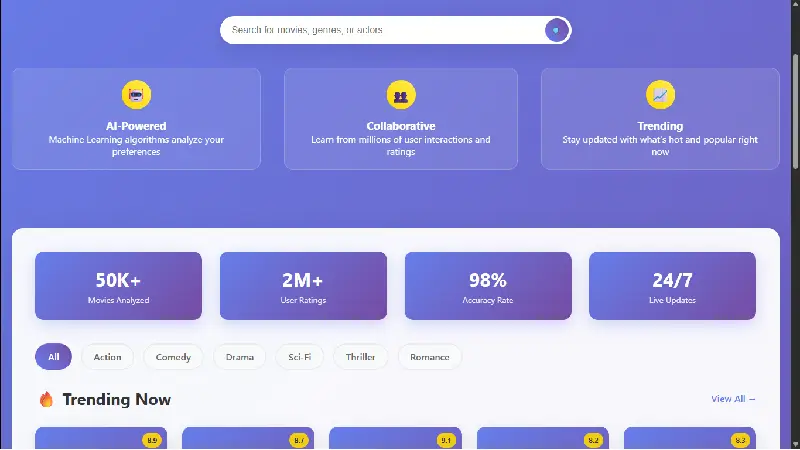 Search for movies, genres, or actors
AI-Powered
Machine Learning algorithms analyze your
preferences
Collaborative
Learn from millions of user interactions and
ratings
Trending
Stay updated with what's hot and popular right
now
50K+
Movies Analyzed
2M+
User Ratings
98%
Accuracy Rate
24/7
Live Updates
All
Action
Comedy
Drama
Sci-Fi
Thriller
Romance
🔥 Trending Now
View All →
8.9
8.7
9.1
8.2
8.3